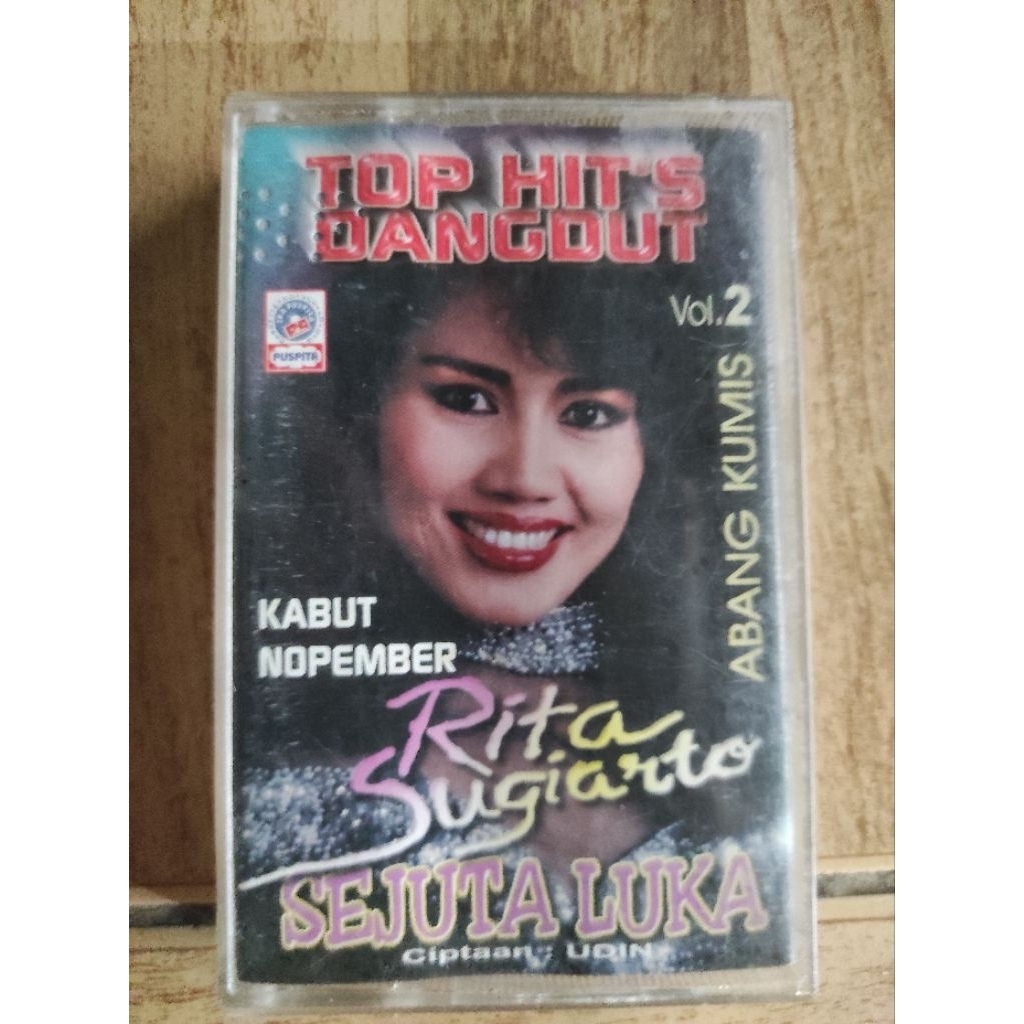 TOP HIT'S
DANGDUT
Vol.2
PUSPITA
ABANG KUMIS
KABUT
NOPEMBER
Rita
Sugiarto
SEJUTA LUKA
Ciptaan : UDIN